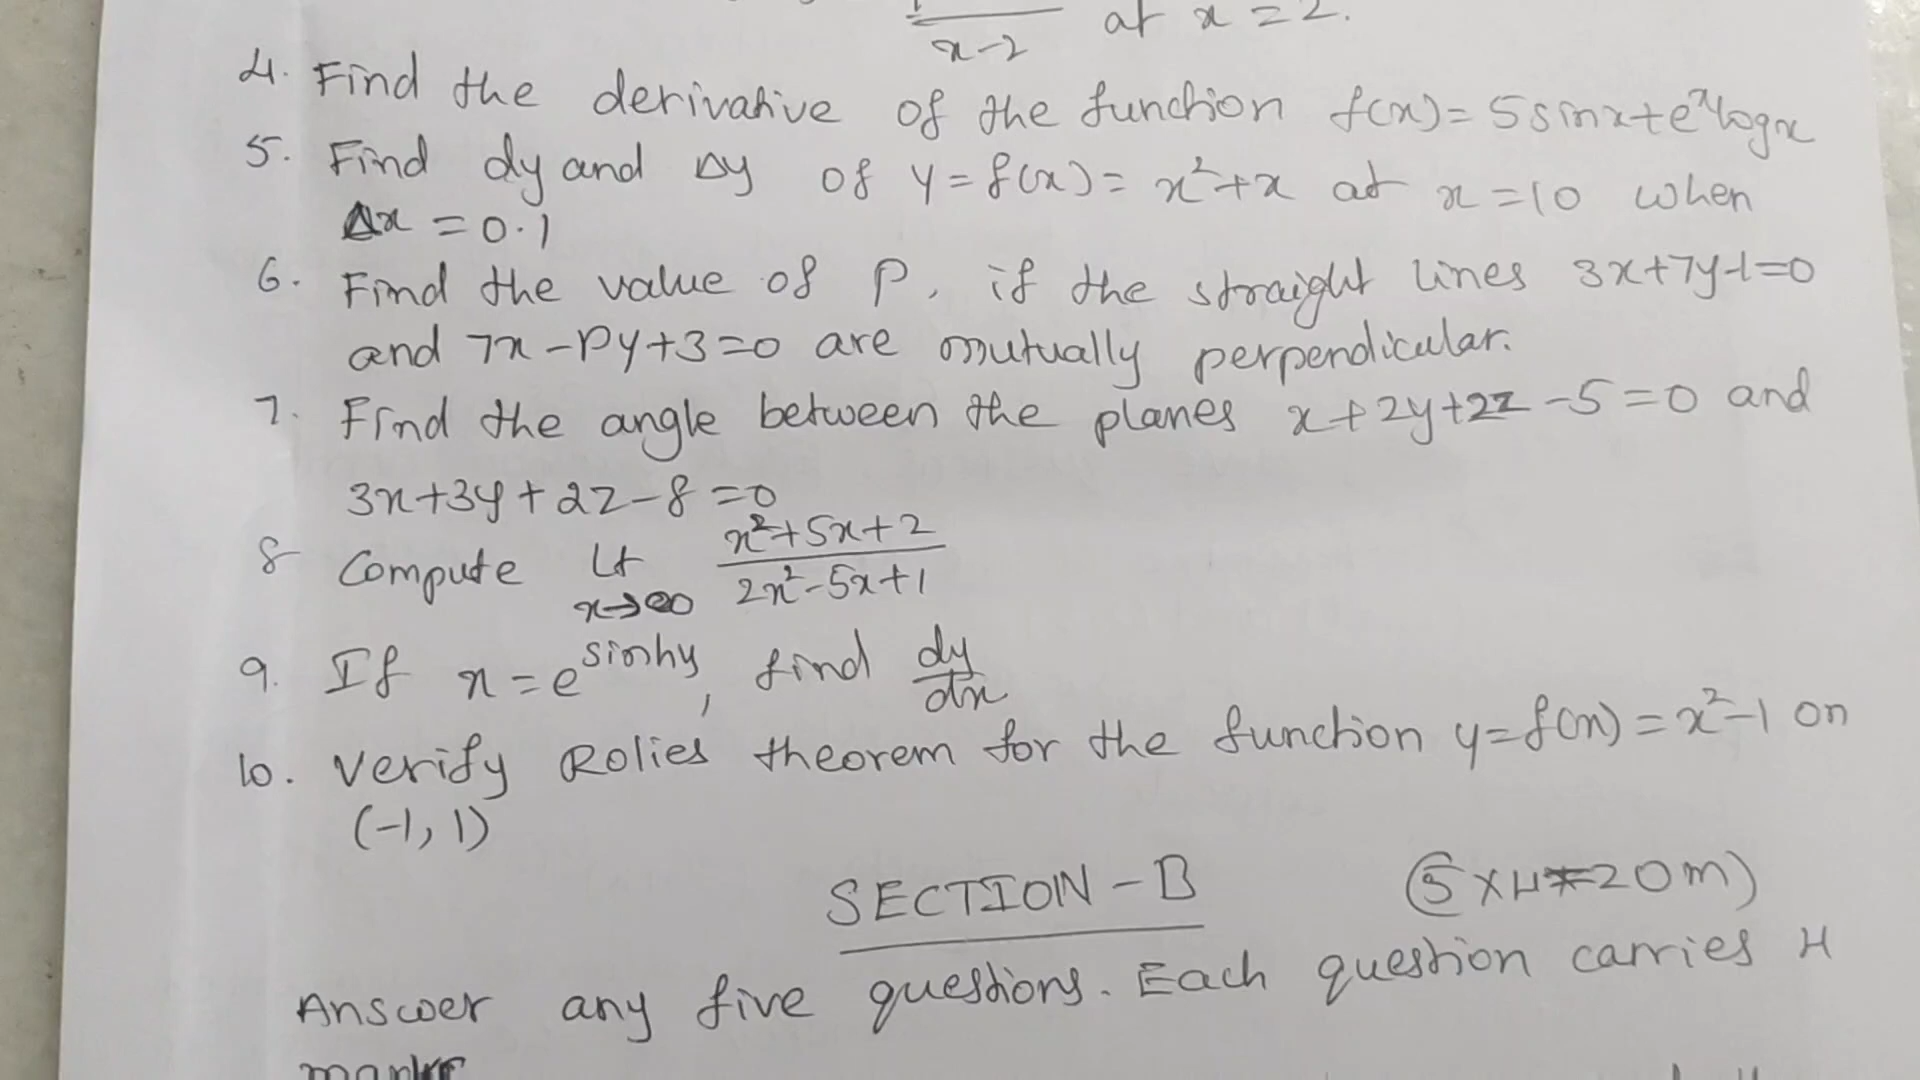 x-2 at x = 2.
4. Find the derivative of the function f(x) = 5sinx+e^x logx
5. Find dy and Δy of y = f(x) = x²+x at x = 10 when
Δx = 0.1
6. Find the value of P, if the straight lines 3x+7y-1=0
and 7x-Py+3=0 are mutually perpendicular.
7. Find the angle between the planes x+2y+2z-5=0 and
3x+3y+2z-8=0
8 Compute Lt x→∞ x²+5x+2 / 2x²-5x+1
9. If x=e^sinhy, find dy/dx
10. Verify Rolies theorem for the function y=f(x)=x²-1 on
(-1, 1)
SECTION - B (5 X 4 = 20 m)
Answer any five questions. Each question carries 4
marks